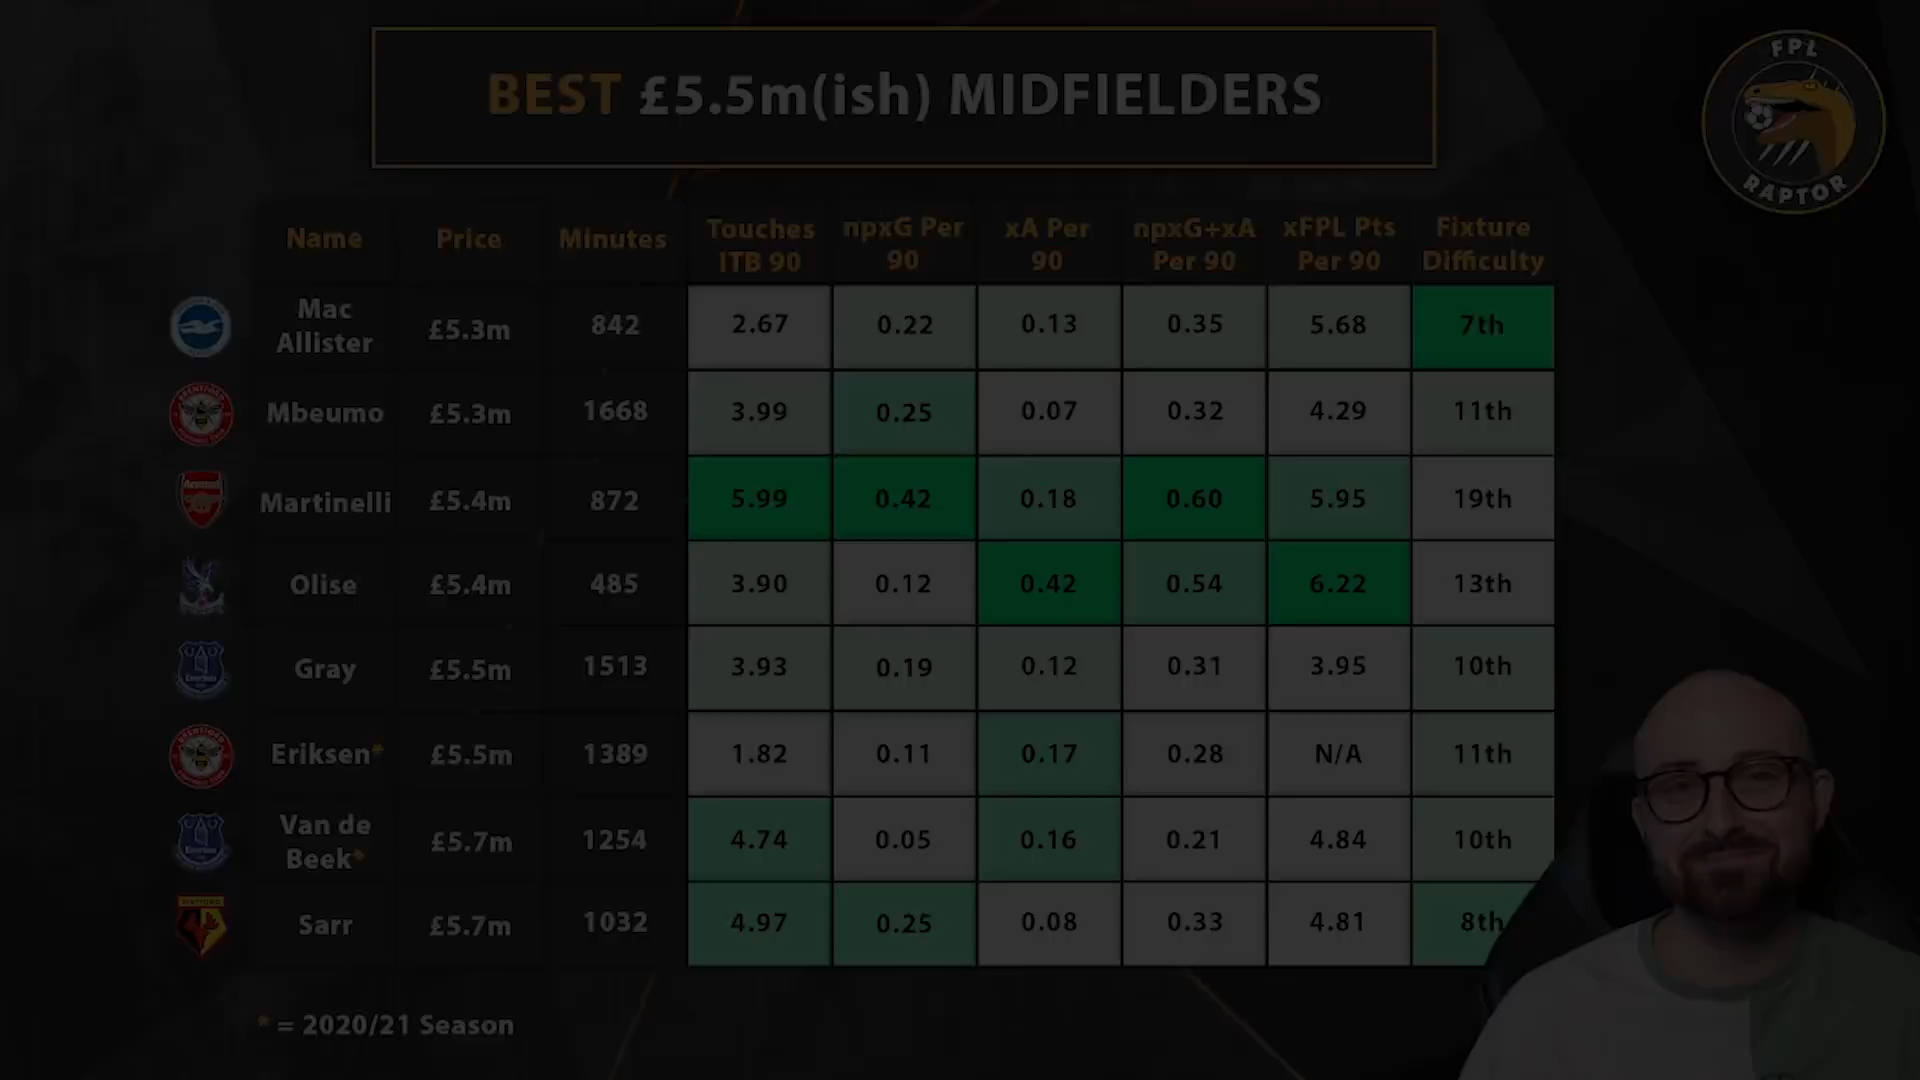 BEST £5.5m(ish) MIDFIELDERS
FPL
RAPTOR
Name Price Minutes Touches ITB 90 npxG Per 90 xA Per 90 npxG+xA Per 90 xFPL Pts Per 90 Fixture Difficulty
Mac Allister £5.3m 842 2.67 0.22 0.13 0.35 5.68 7th
Mbeumo £5.3m 1668 3.99 0.25 0.07 0.32 4.29 11th
Martinelli £5.4m 872 5.99 0.42 0.18 0.60 5.95 19th
Olise £5.4m 485 3.90 0.12 0.42 0.54 6.22 13th
Gray £5.5m 1513 3.93 0.19 0.12 0.31 3.95 10th
Eriksen* £5.5m 1389 1.82 0.11 0.17 0.28 N/A 11th
Van de Beek* £5.7m 1254 4.74 0.05 0.16 0.21 4.84 10th
Sarr £5.7m 1032 4.97 0.25 0.08 0.33 4.81 8th
* = 2020/21 Season